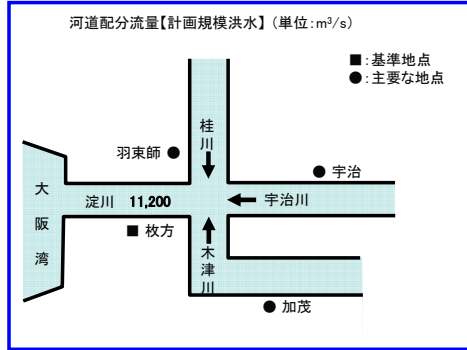 河道配分流量【計画規模洪水】（単位：m³/s）
■：基準地点
●：主要な地点
桂川
羽束師 ●
● 宇治
大阪湾
淀川 11,200
宇治川
■ 枚方
木津川
● 加茂